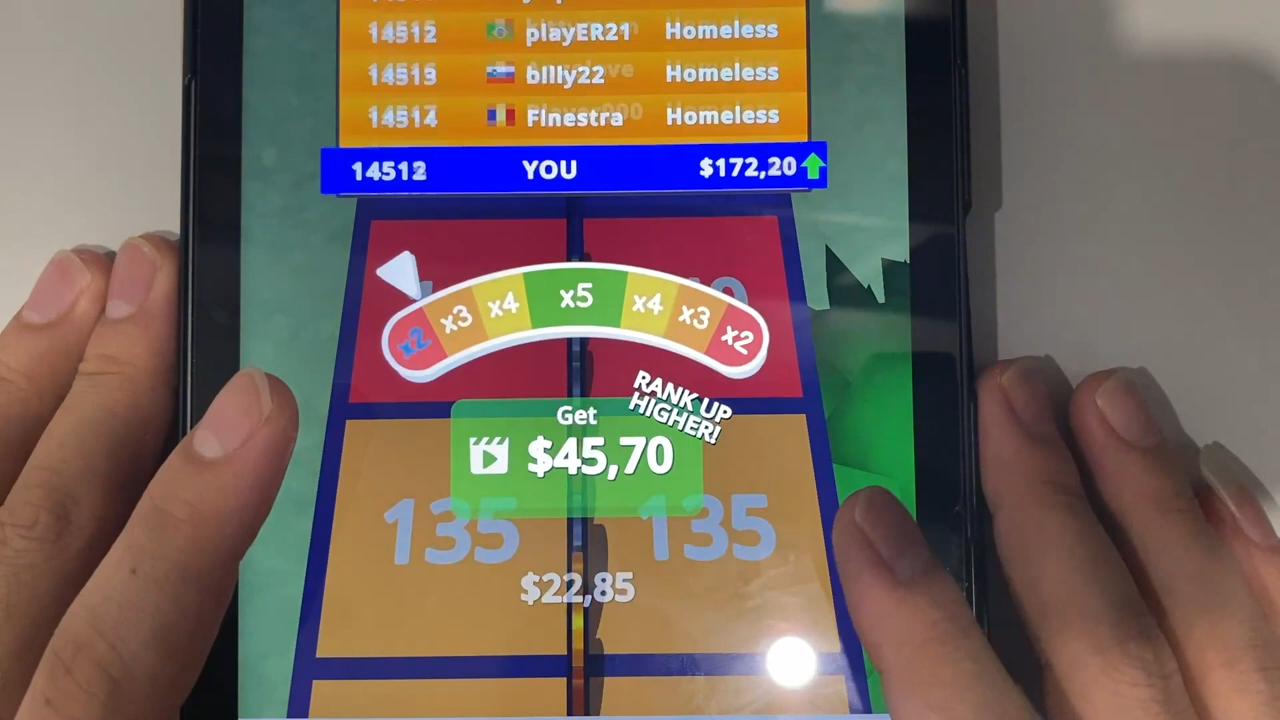 14512 playER21 Homeless
14513 billy22 Homeless
14514 FInestra Homeless
14512 YOU $172,20
x2 x3 x4 x5 x4 x3 x2
RANK UP
HIGHER!
Get
$45,70
135 135
$22,85